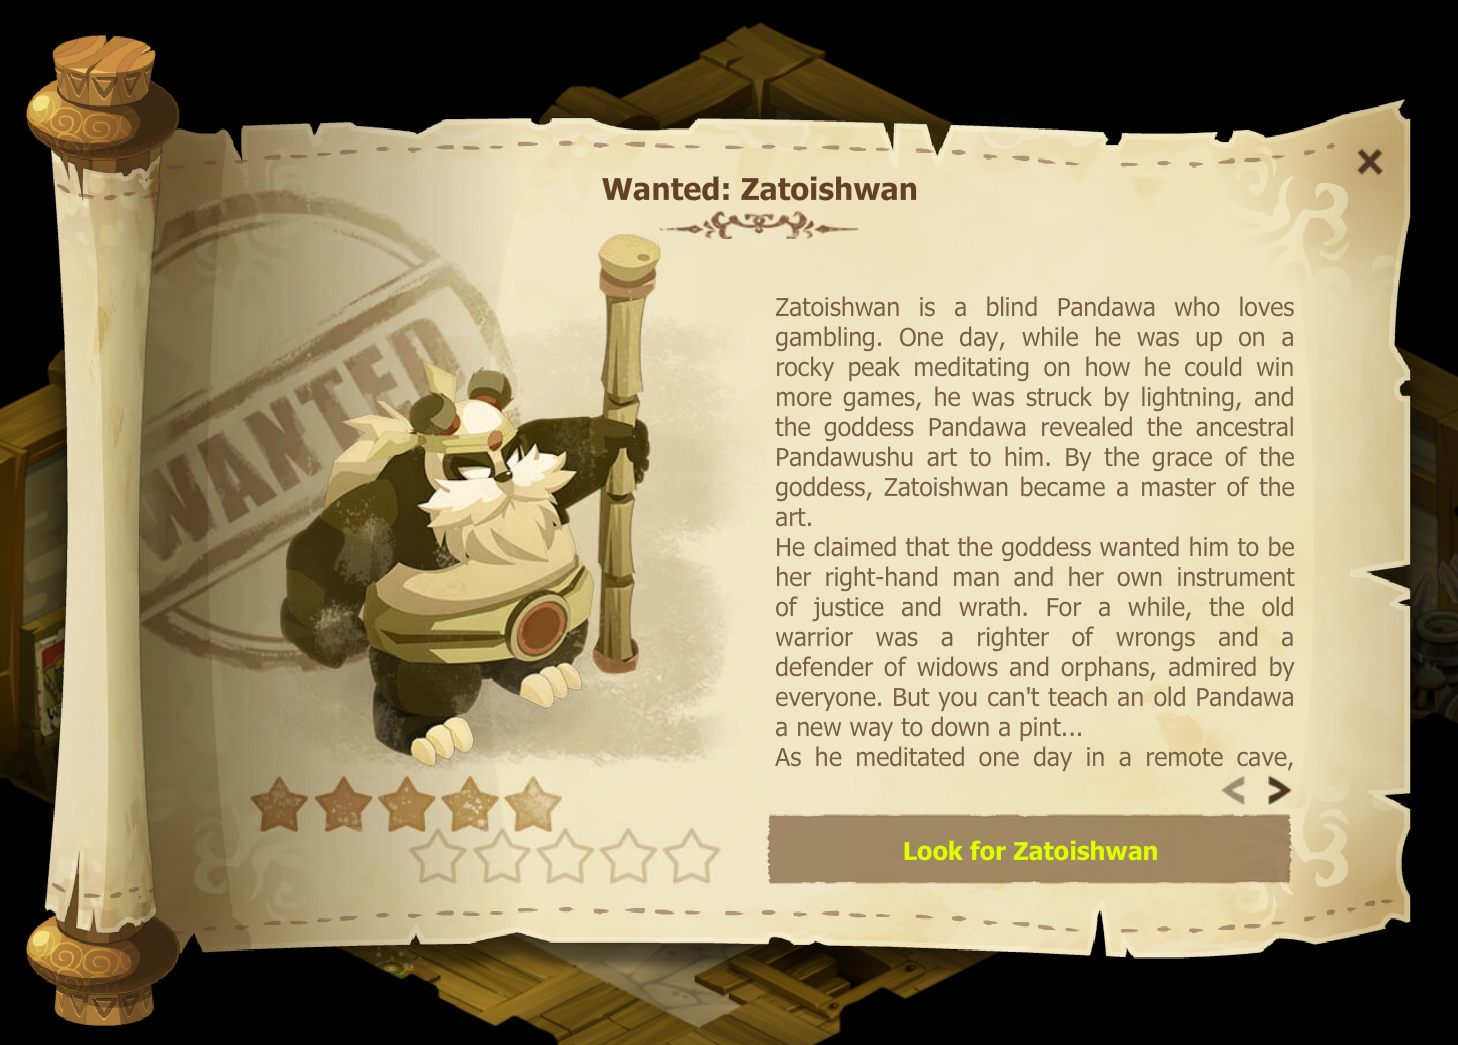 Wanted: Zatoishwan
WANTED
Zatoishwan is a blind Pandawa who loves
gambling. One day, while he was up on a
rocky peak meditating on how he could win
more games, he was struck by lightning, and
the goddess Pandawa revealed the ancestral
Pandawushu art to him. By the grace of the
goddess, Zatoishwan became a master of the
art.
He claimed that the goddess wanted him to be
her right-hand man and her own instrument
of justice and wrath. For a while, the old
warrior was a righter of wrongs and a
defender of widows and orphans, admired by
everyone. But you can't teach an old Pandawa
a new way to down a pint...
As he meditated one day in a remote cave,
Look for Zatoishwan